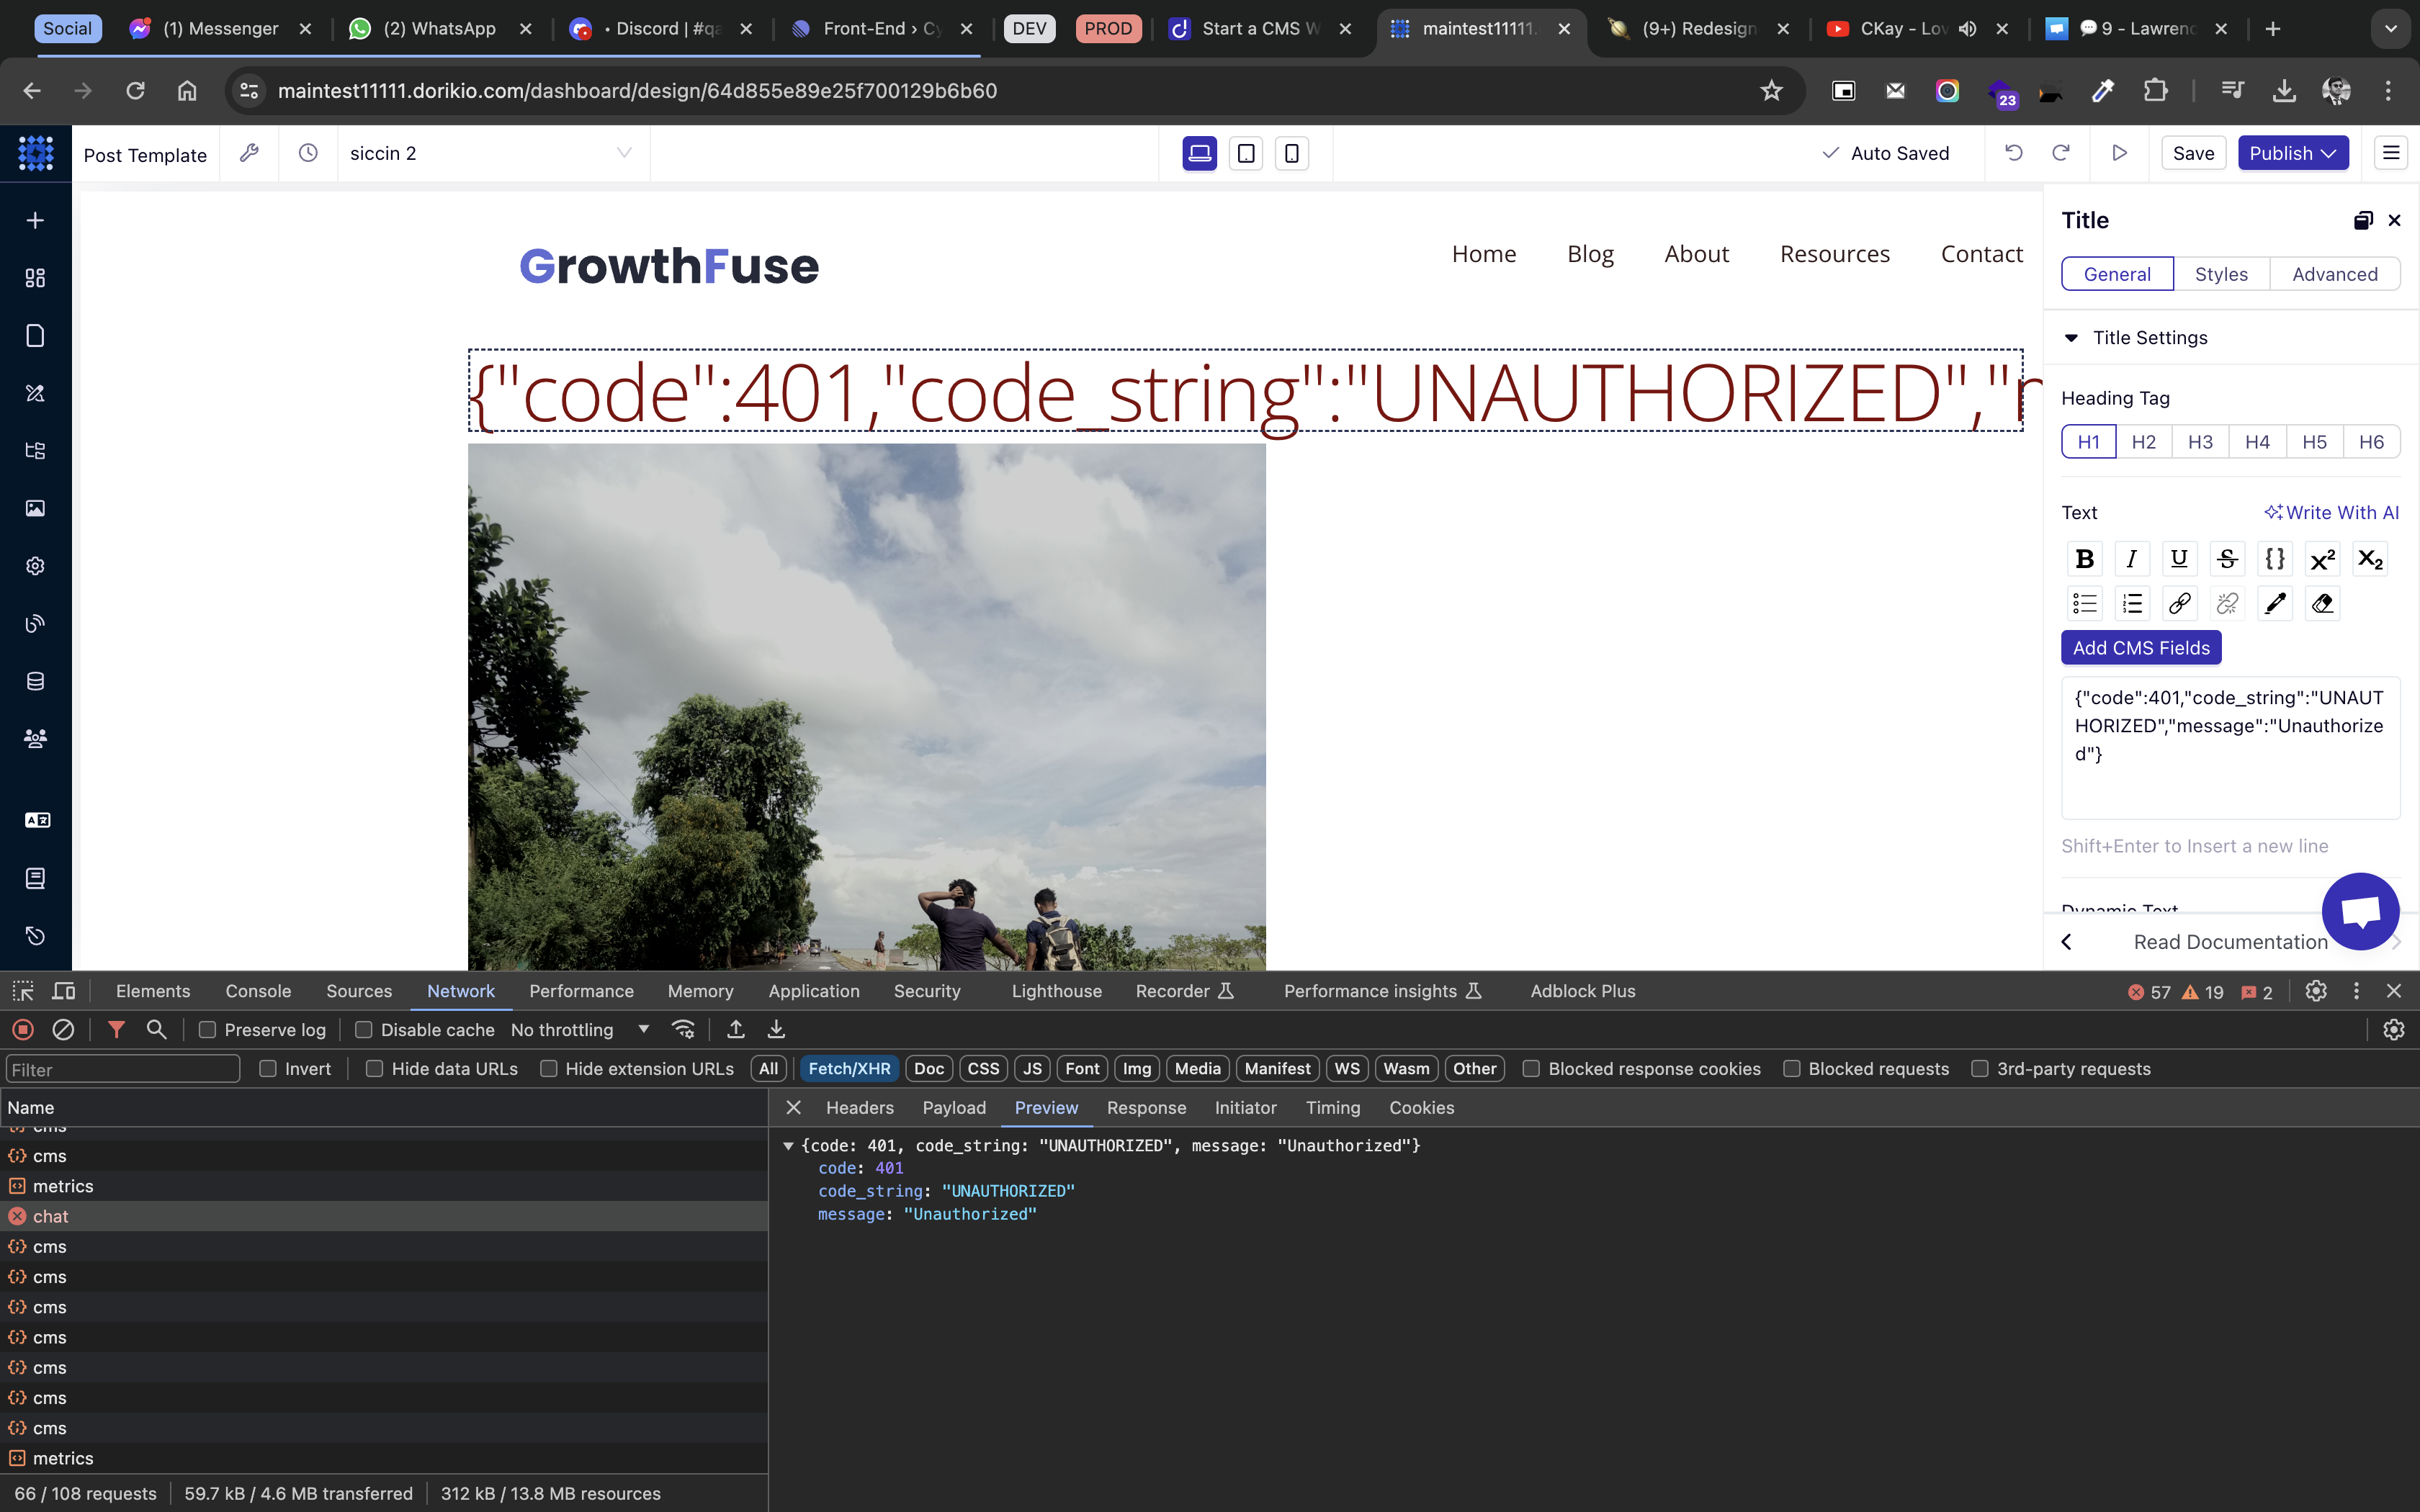 Social
(1) Messenger
(2) WhatsApp
• Discord | #qa
Front-End › Cy
DEV
PROD
Start a CMS W
maintest11111.
(9+) Redesign
CKay - Lov
9 - Lawrenc
maintest11111.dorikio.com/dashboard/design/64d855e89e25f700129b6b60
23
Post Template
siccin 2
Auto Saved
Save
Publish
GrowthFuse
Home Blog About Resources Contact
{"code":401,"code_string":"UNAUTHORIZED","
Title
General Styles Advanced
Title Settings
Heading Tag
H1 H2 H3 H4 H5 H6
Text
Write With AI
B I U S {} X² X₂
Add CMS Fields
{"code":401,"code_string":"UNAUT
HORIZED","message":"Unauthorize
d"}
Shift+Enter to Insert a new line
Dynamic Text
Read Documentation
Elements Console Sources Network Performance Memory Application Security Lighthouse Recorder Performance insights Adblock Plus
57 19 2
Preserve log Disable cache No throttling
Filter Invert Hide data URLs Hide extension URLs All Fetch/XHR Doc CSS JS Font Img Media Manifest WS Wasm Other Blocked response cookies Blocked requests 3rd-party requests
Name
cms
cms
metrics
chat
cms
cms
cms
cms
cms
cms
cms
metrics
66 / 108 requests 59.7 kB / 4.6 MB transferred 312 kB / 13.8 MB resources
Headers Payload Preview Response Initiator Timing Cookies
{code: 401, code_string: "UNAUTHORIZED", message: "Unauthorized"}
code: 401
code_string: "UNAUTHORIZED"
message: "Unauthorized"